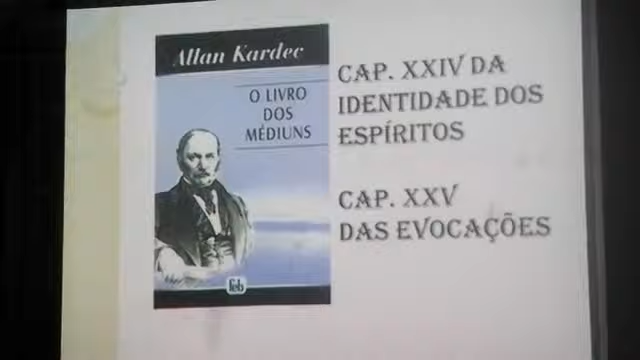 Allan Kardec
O LIVRO
DOS
MÉDIUNS
feb
CAP. XXIV DA
IDENTIDADE DOS
ESPÍRITOS
CAP. XXV
DAS EVOCAÇÕES